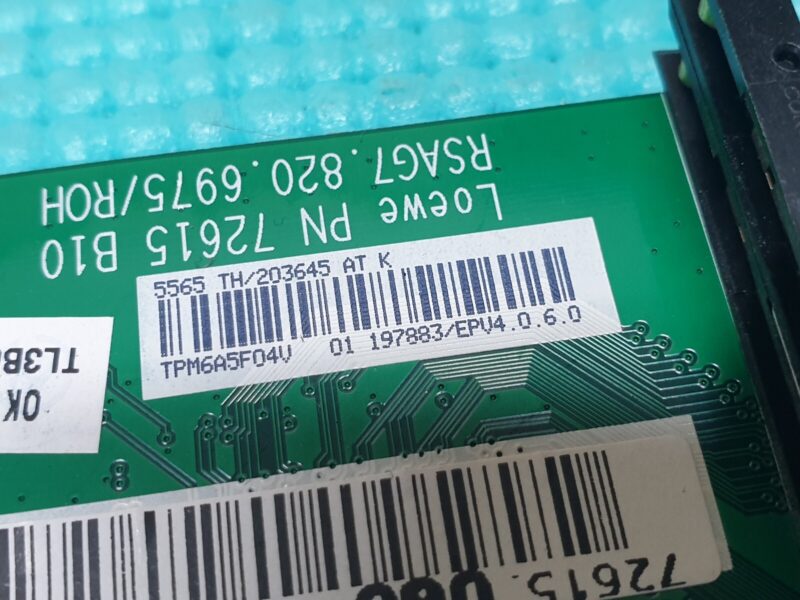 Loewe PN 72615 B10
RSAG7.820.6975/ROH
5565 TH/203645 AT K
TPM6A5F04V 01 197883/EPV4.0.6.0
OK
TL3B
72615